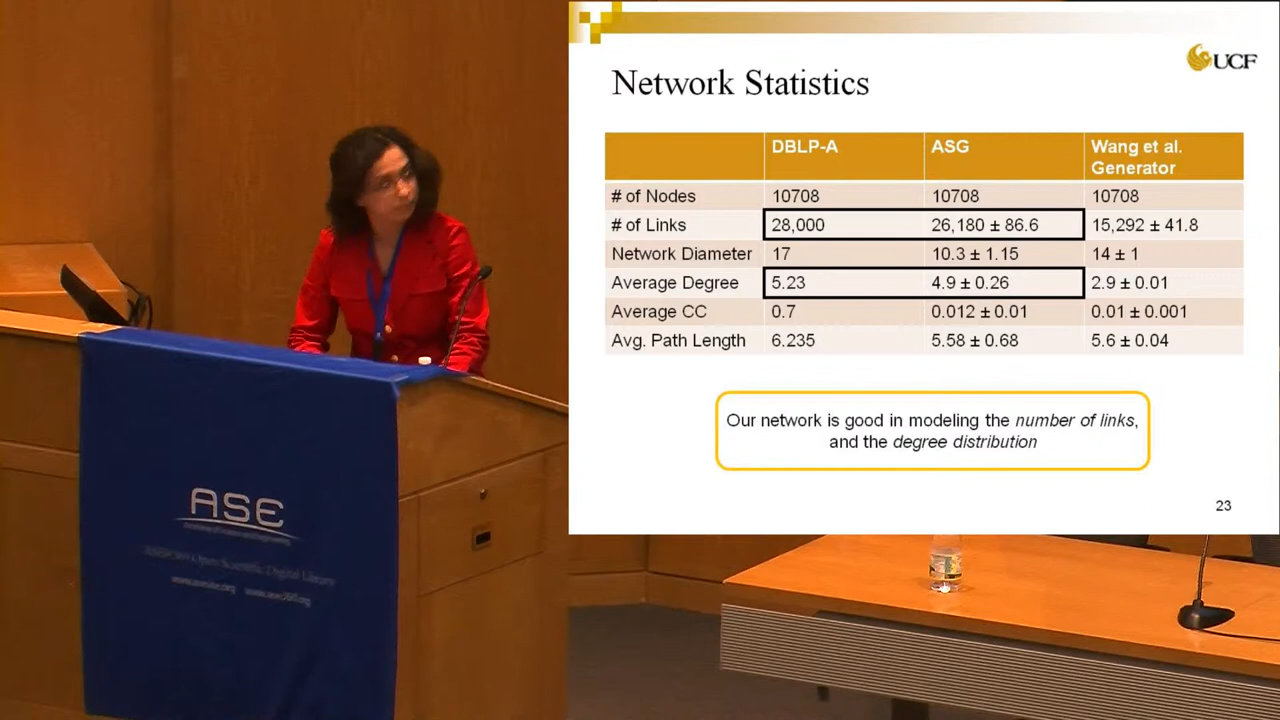 UCF
Network Statistics
DBLP-A ASG Wang et al. Generator
# of Nodes 10708 10708 10708
# of Links 28,000 26,180 ± 86.6 15,292 ± 41.8
Network Diameter 17 10.3 ± 1.15 14 ± 1
Average Degree 5.23 4.9 ± 0.26 2.9 ± 0.01
Average CC 0.7 0.012 ± 0.01 0.01 ± 0.001
Avg. Path Length 6.235 5.58 ± 0.68 5.6 ± 0.04
Our network is good in modeling the number of links,
and the degree distribution
23
ASE
Open Scientific Digital Library